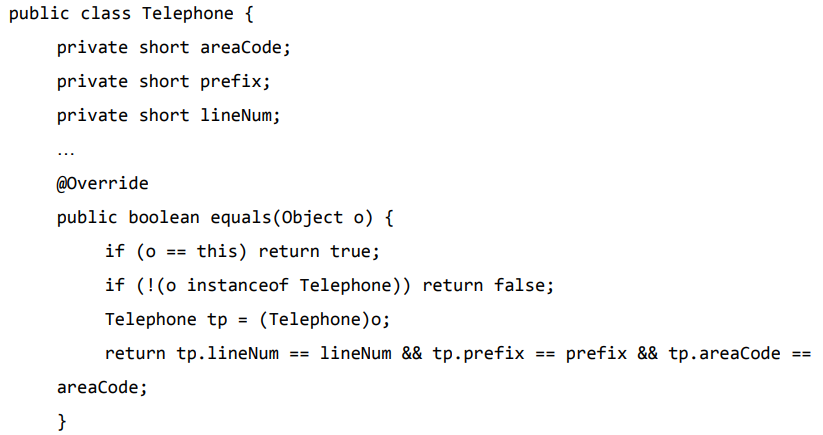 public class Telephone {
private short areaCode;
private short prefix;
private short lineNum;
…
@Override
public boolean equals(Object o) {
if (o == this) return true;
if (!(o instanceof Telephone)) return false;
Telephone tp = (Telephone)o;
return tp.lineNum == lineNum && tp.prefix == prefix && tp.areaCode ==
areaCode;
}